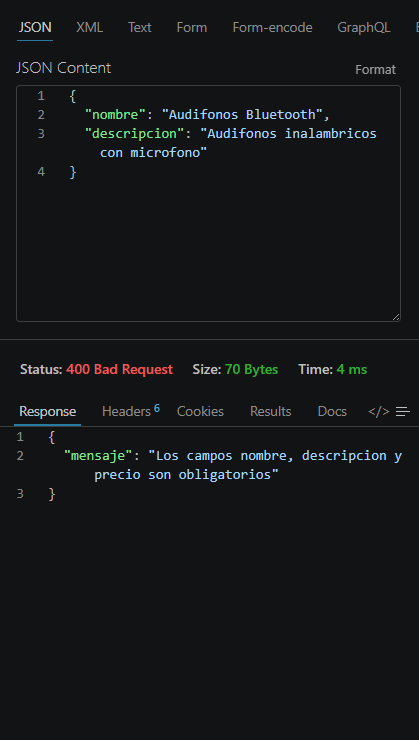 JSON XML Text Form Form-encode GraphQL
JSON Content Format
1 {
2 "nombre": "Audifonos Bluetooth",
3 "descripcion": "Audifonos inalambricos
con microfono"
4 }
Status: 400 Bad Request Size: 70 Bytes Time: 4 ms
Response Headers 6 Cookies Results Docs </>
1 {
2 "mensaje": "Los campos nombre, descripcion y
precio son obligatorios"
3 }